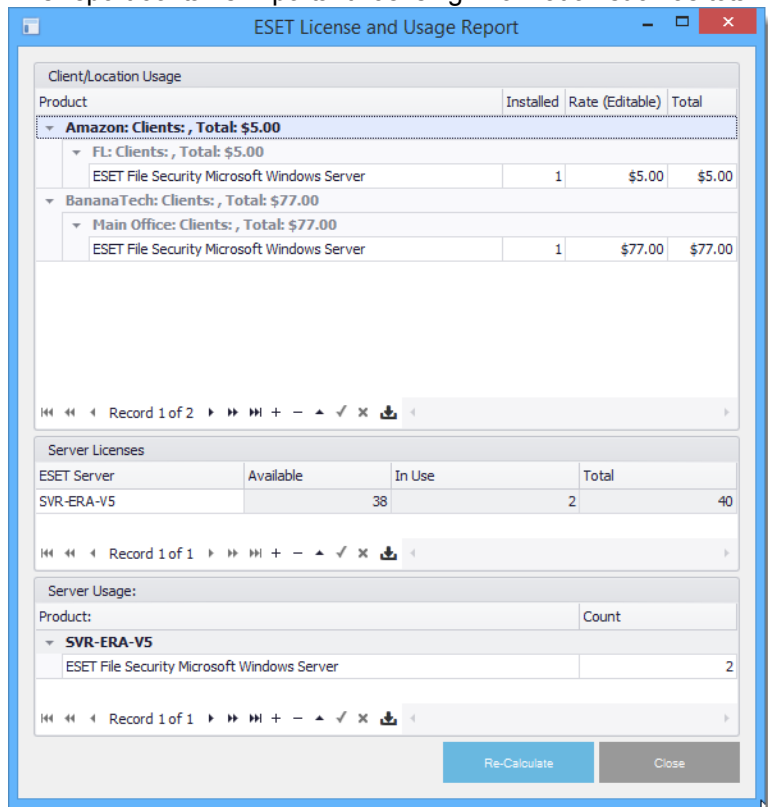 ESET License and Usage Report
Client/Location Usage
Product Installed Rate (Editable) Total
Amazon: Clients: , Total: $5.00
FL: Clients: , Total: $5.00
ESET File Security Microsoft Windows Server 1 $5.00 $5.00
BananaTech: Clients: , Total: $77.00
Main Office: Clients: , Total: $77.00
ESET File Security Microsoft Windows Server 1 $77.00 $77.00
Record 1 of 2
Server Licenses
ESET Server Available In Use Total
SVR-ERA-V5 38 2 40
Record 1 of 1
Server Usage:
Product: Count
SVR-ERA-V5
ESET File Security Microsoft Windows Server 2
Record 1 of 1
Re-Calculate Close